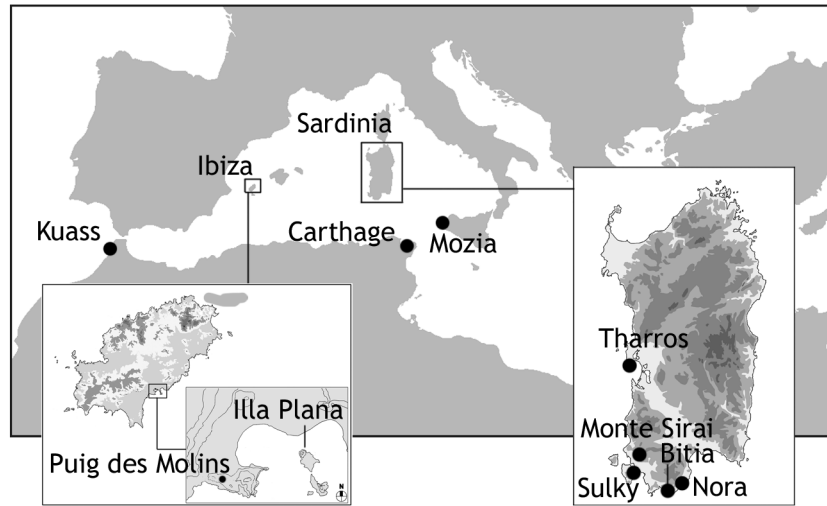 Sardinia
Ibiza
Kuass
Carthage
Mozia
Tharros
Illa Plana
Monte Sirai
Bitia
Puig des Molins
Sulky
Nora
N